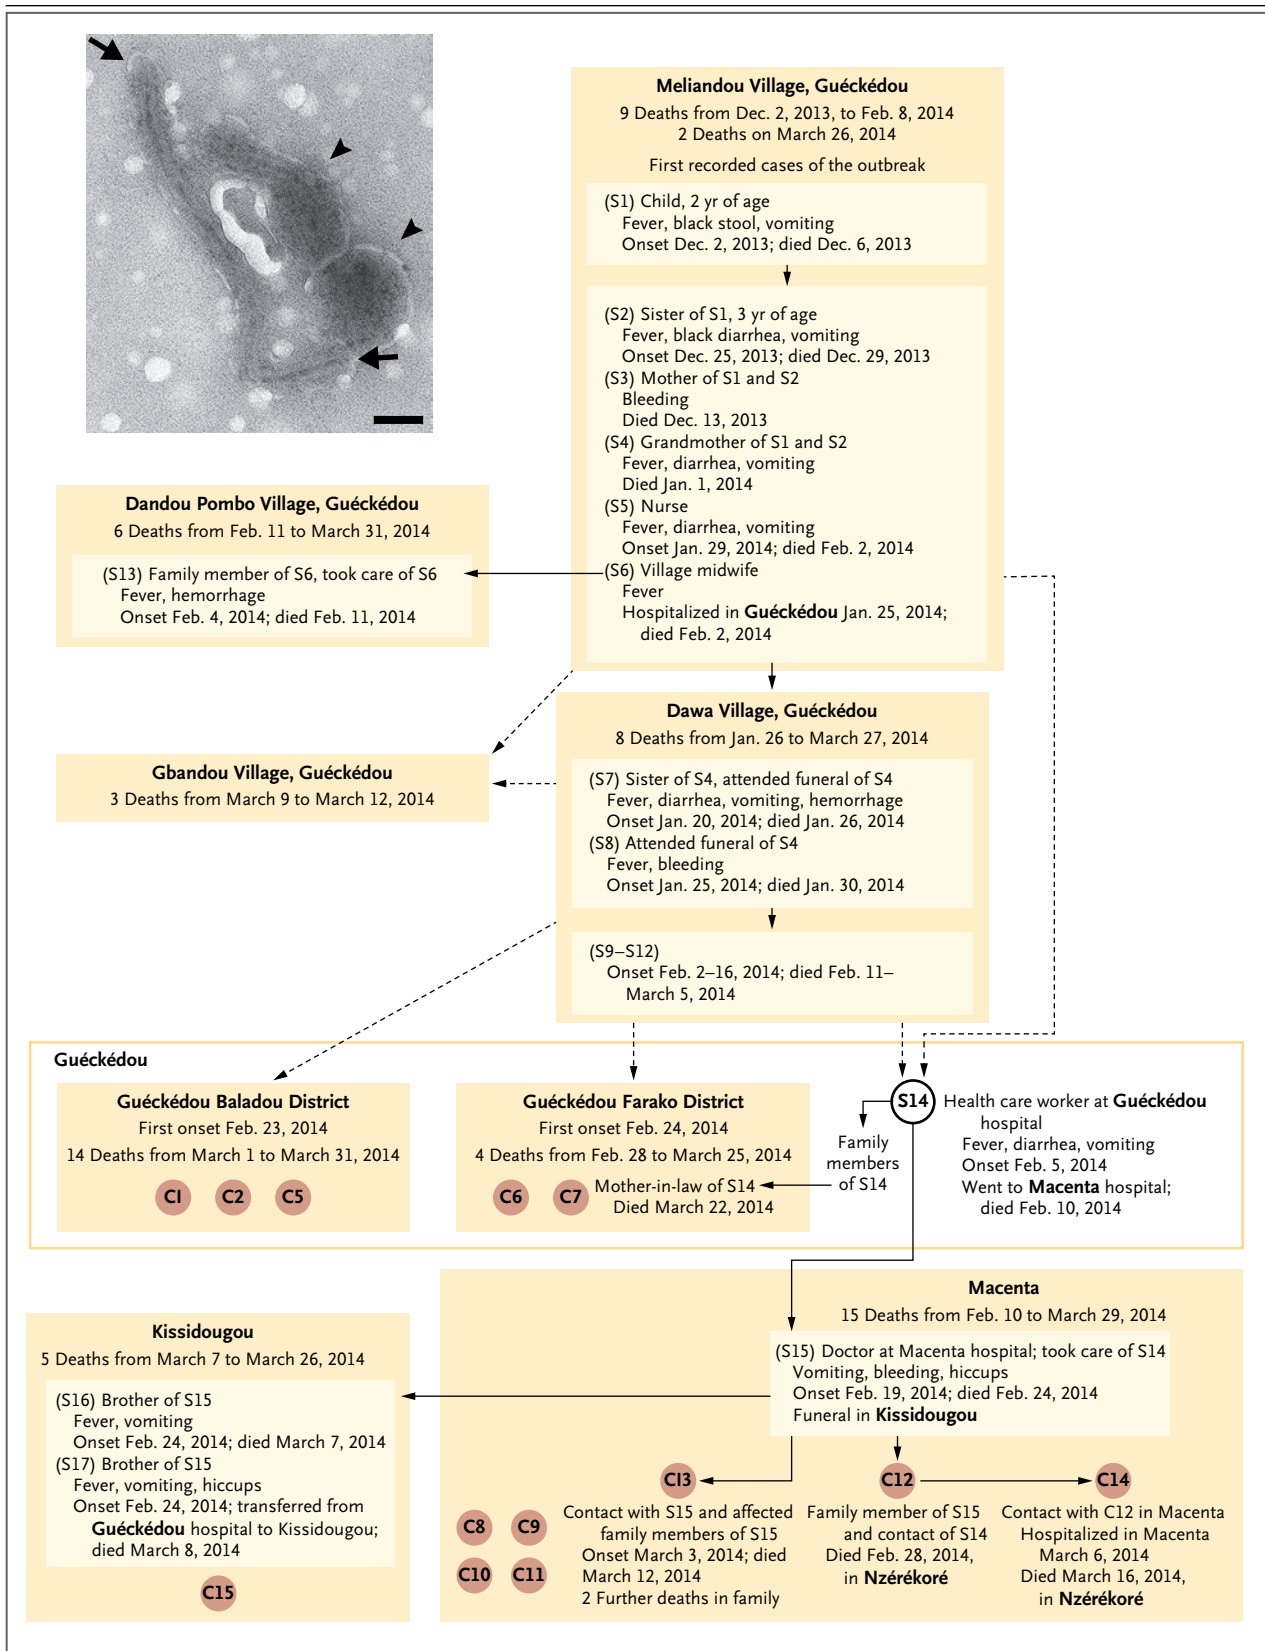 Meliandou Village, Guéckédou
9 Deaths from Dec. 2, 2013, to Feb. 8, 2014
2 Deaths on March 26, 2014
First recorded cases of the outbreak
(S1) Child, 2 yr of age
Fever, black stool, vomiting
Onset Dec. 2, 2013; died Dec. 6, 2013
(S2) Sister of S1, 3 yr of age
Fever, black diarrhea, vomiting
Onset Dec. 25, 2013; died Dec. 29, 2013
(S3) Mother of S1 and S2
Bleeding
Died Dec. 13, 2013
(S4) Grandmother of S1 and S2
Fever, diarrhea, vomiting
Died Jan. 1, 2014
(S5) Nurse
Fever, diarrhea, vomiting
Onset Jan. 29, 2014; died Feb. 2, 2014
(S6) Village midwife
Fever
Hospitalized in Guéckédou Jan. 25, 2014;
died Feb. 2, 2014
Dandou Pombo Village, Guéckédou
6 Deaths from Feb. 11 to March 31, 2014
(S13) Family member of S6, took care of S6
Fever, hemorrhage
Onset Feb. 4, 2014; died Feb. 11, 2014
Dawa Village, Guéckédou
8 Deaths from Jan. 26 to March 27, 2014
(S7) Sister of S4, attended funeral of S4
Fever, diarrhea, vomiting, hemorrhage
Onset Jan. 20, 2014; died Jan. 26, 2014
(S8) Attended funeral of S4
Fever, bleeding
Onset Jan. 25, 2014; died Jan. 30, 2014
(S9–S12)
Onset Feb. 2–16, 2014; died Feb. 11–
March 5, 2014
Gbandou Village, Guéckédou
3 Deaths from March 9 to March 12, 2014
Guéckédou
Guéckédou Baladou District
First onset Feb. 23, 2014
14 Deaths from March 1 to March 31, 2014
C1 C2 C5
Guéckédou Farako District
First onset Feb. 24, 2014
4 Deaths from Feb. 28 to March 25, 2014
C6 C7
Mother-in-law of S14
Died March 22, 2014
Family
members
of S14
S14
Health care worker at Guéckédou
hospital
Fever, diarrhea, vomiting
Onset Feb. 5, 2014
Went to Macenta hospital;
died Feb. 10, 2014
Macenta
15 Deaths from Feb. 10 to March 29, 2014
(S15) Doctor at Macenta hospital; took care of S14
Vomiting, bleeding, hiccups
Onset Feb. 19, 2014; died Feb. 24, 2014
Funeral in Kissidougou
Kissidougou
5 Deaths from March 7 to March 26, 2014
(S16) Brother of S15
Fever, vomiting
Onset Feb. 24, 2014; died March 7, 2014
(S17) Brother of S15
Fever, vomiting, hiccups
Onset Feb. 24, 2014; transferred from
Guéckédou hospital to Kissidougou;
died March 8, 2014
C15
C8 C9
C10 C11
C13
Contact with S15 and affected
family members of S15
Onset March 3, 2014; died
March 12, 2014
2 Further deaths in family
C12
Family member of S15
and contact of S14
Died Feb. 28, 2014,
in Nzérékoré
C14
Contact with C12 in Macenta
Hospitalized in Macenta
March 6, 2014
Died March 16, 2014,
in Nzérékoré